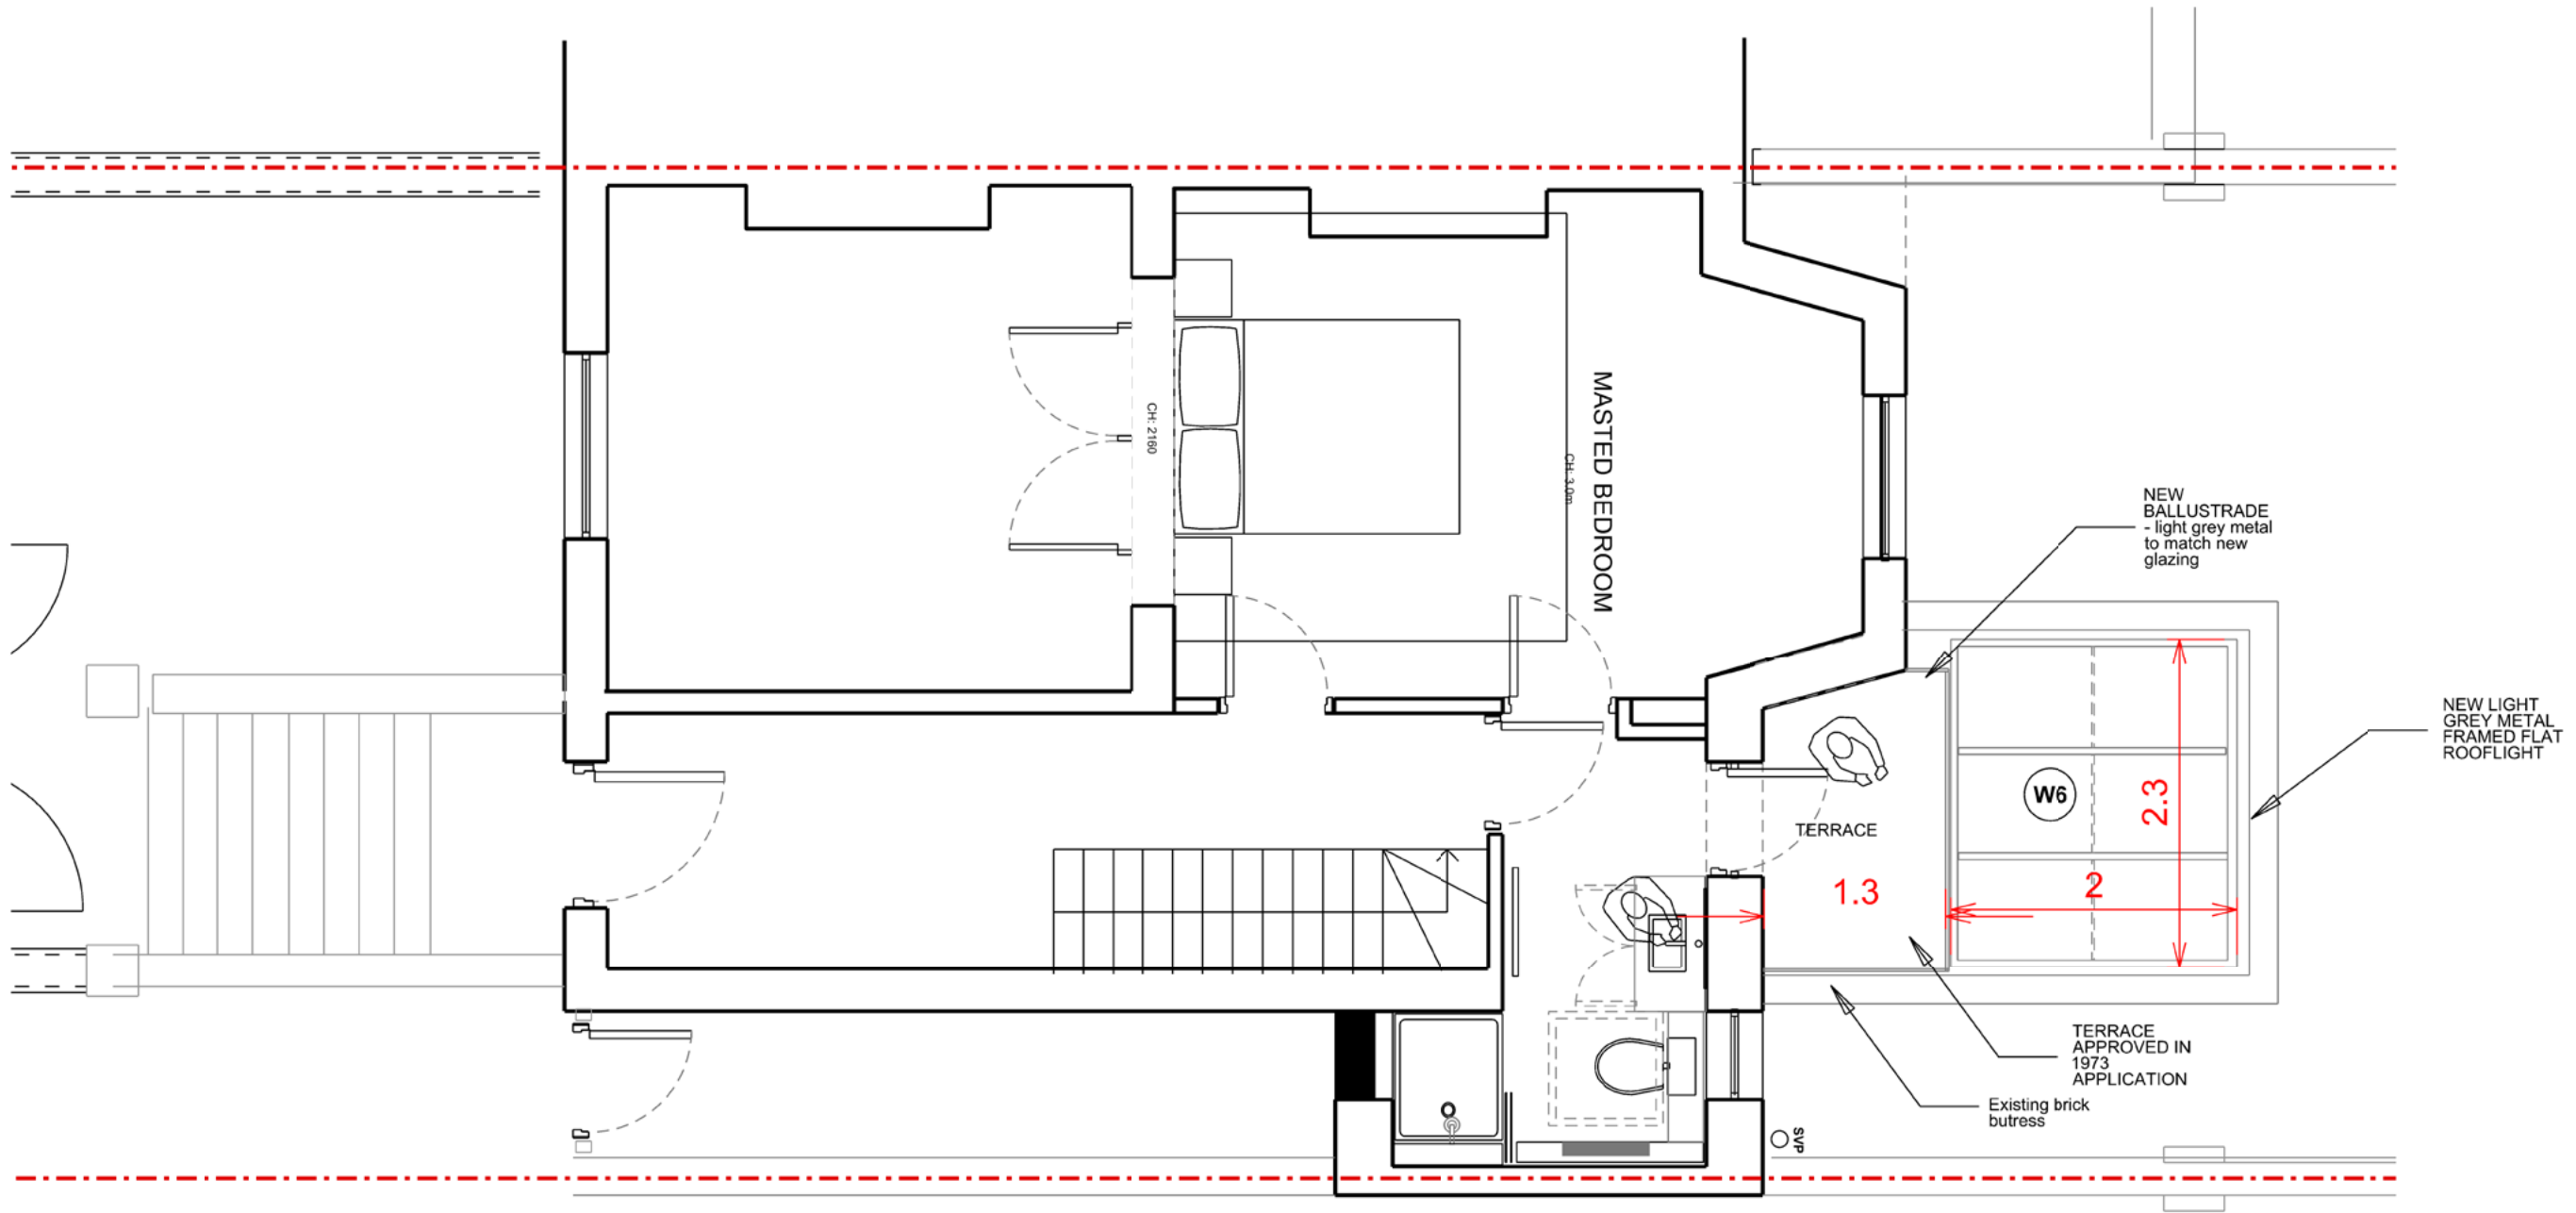 MASTED BEDROOM
CH: 2160
CH: 3.0m
NEW
BALLUSTRADE
- light grey metal
to match new
glazing
NEW LIGHT
GREY METAL
FRAMED FLAT
ROOFLIGHT
W6
2.3
2
TERRACE
1.3
TERRACE
APPROVED IN
1973
APPLICATION
Existing brick
butress
SVP